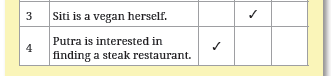 3 Siti is a vegan herself. ✓
4 Putra is interested in ✓
finding a steak restaurant.